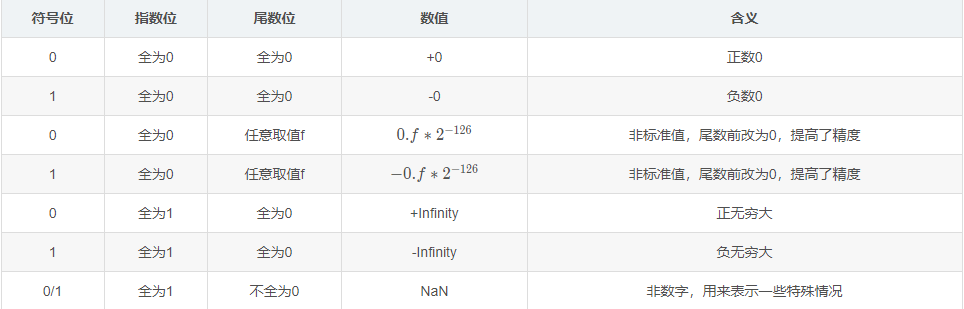 符号位 指数位 尾数位 数值 含义
0 全为0 全为0 +0 正数0
1 全为0 全为0 -0 负数0
0 全为0 任意取值f 0.f * 2^{-126} 非标准值，尾数前改为0，提高了精度
1 全为0 任意取值f −0.f * 2^{-126} 非标准值，尾数前改为0，提高了精度
0 全为1 全为0 +Infinity 正无穷大
1 全为1 全为0 -Infinity 负无穷大
0/1 全为1 不全为0 NaN 非数字，用来表示一些特殊情况